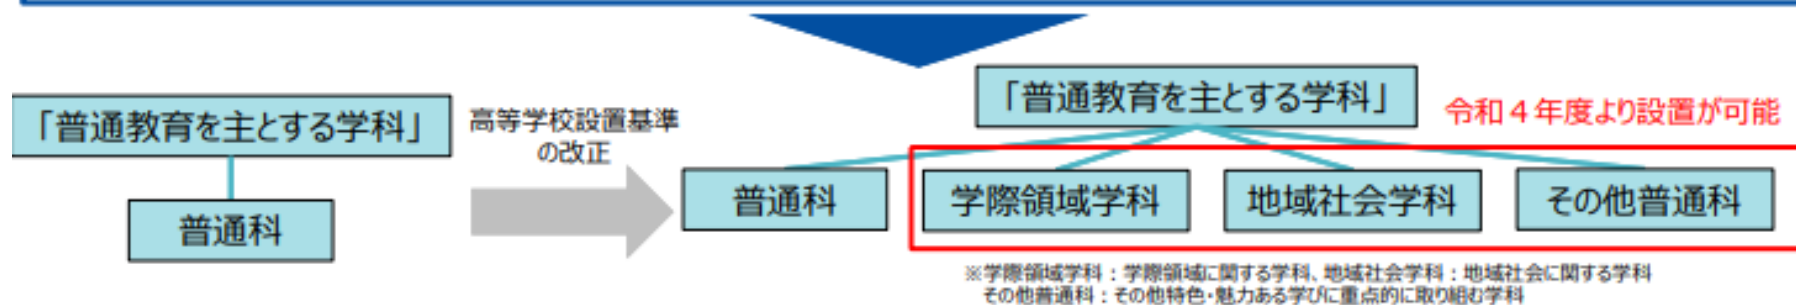 「普通教育を主とする学科」
普通科
高等学校設置基準
の改正
「普通教育を主とする学科」
令和４年度より設置が可能
普通科
学際領域学科
地域社会学科
その他普通科
※学際領域学科：学際領域に関する学科、地域社会学科：地域社会に関する学科
その他普通科：その他特色・魅力ある学びに重点的に取り組む学科